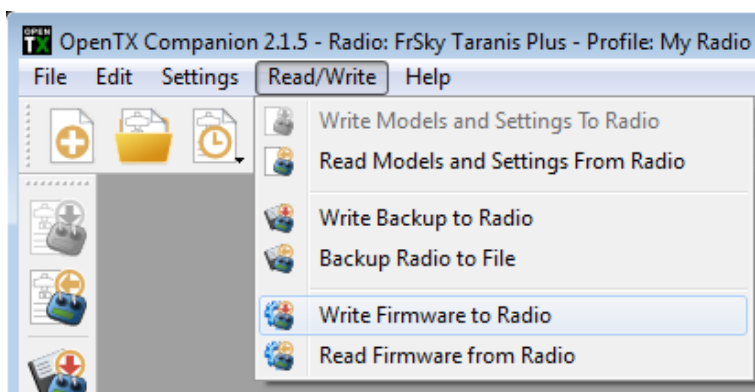 OPEN
TX
OpenTX Companion 2.1.5 - Radio: FrSky Taranis Plus - Profile: My Radio
File Edit Settings Read/Write Help
Write Models and Settings To Radio
Read Models and Settings From Radio
Write Backup to Radio
Backup Radio to File
Write Firmware to Radio
Read Firmware from Radio